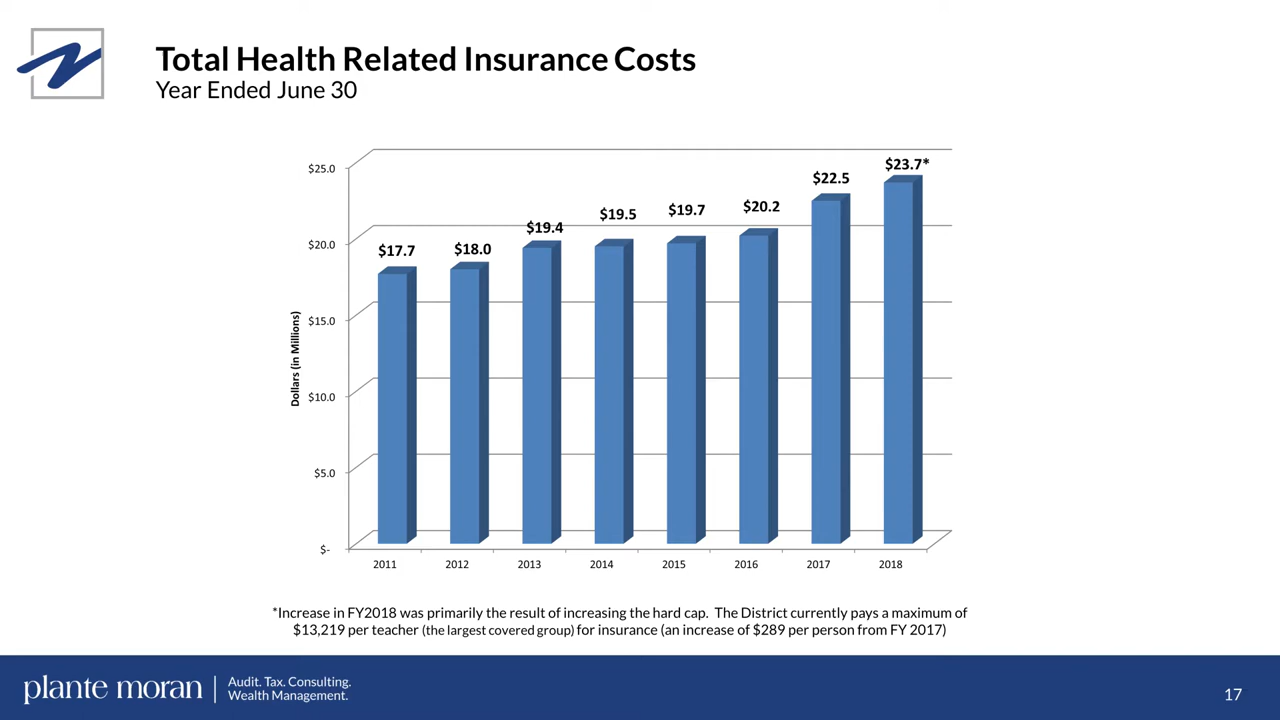 Total Health Related Insurance Costs
Year Ended June 30
$25.0
$20.0
$15.0
$10.0
$5.0
$-
Dollars (in Millions)
$17.7
$18.0
$19.4
$19.5
$19.7
$20.2
$22.5
$23.7*
2011
2012
2013
2014
2015
2016
2017
2018
*Increase in FY2018 was primarily the result of increasing the hard cap. The District currently pays a maximum of
$13,219 per teacher (the largest covered group) for insurance (an increase of $289 per person from FY 2017)
plante moran
Audit. Tax. Consulting.
Wealth Management.
17